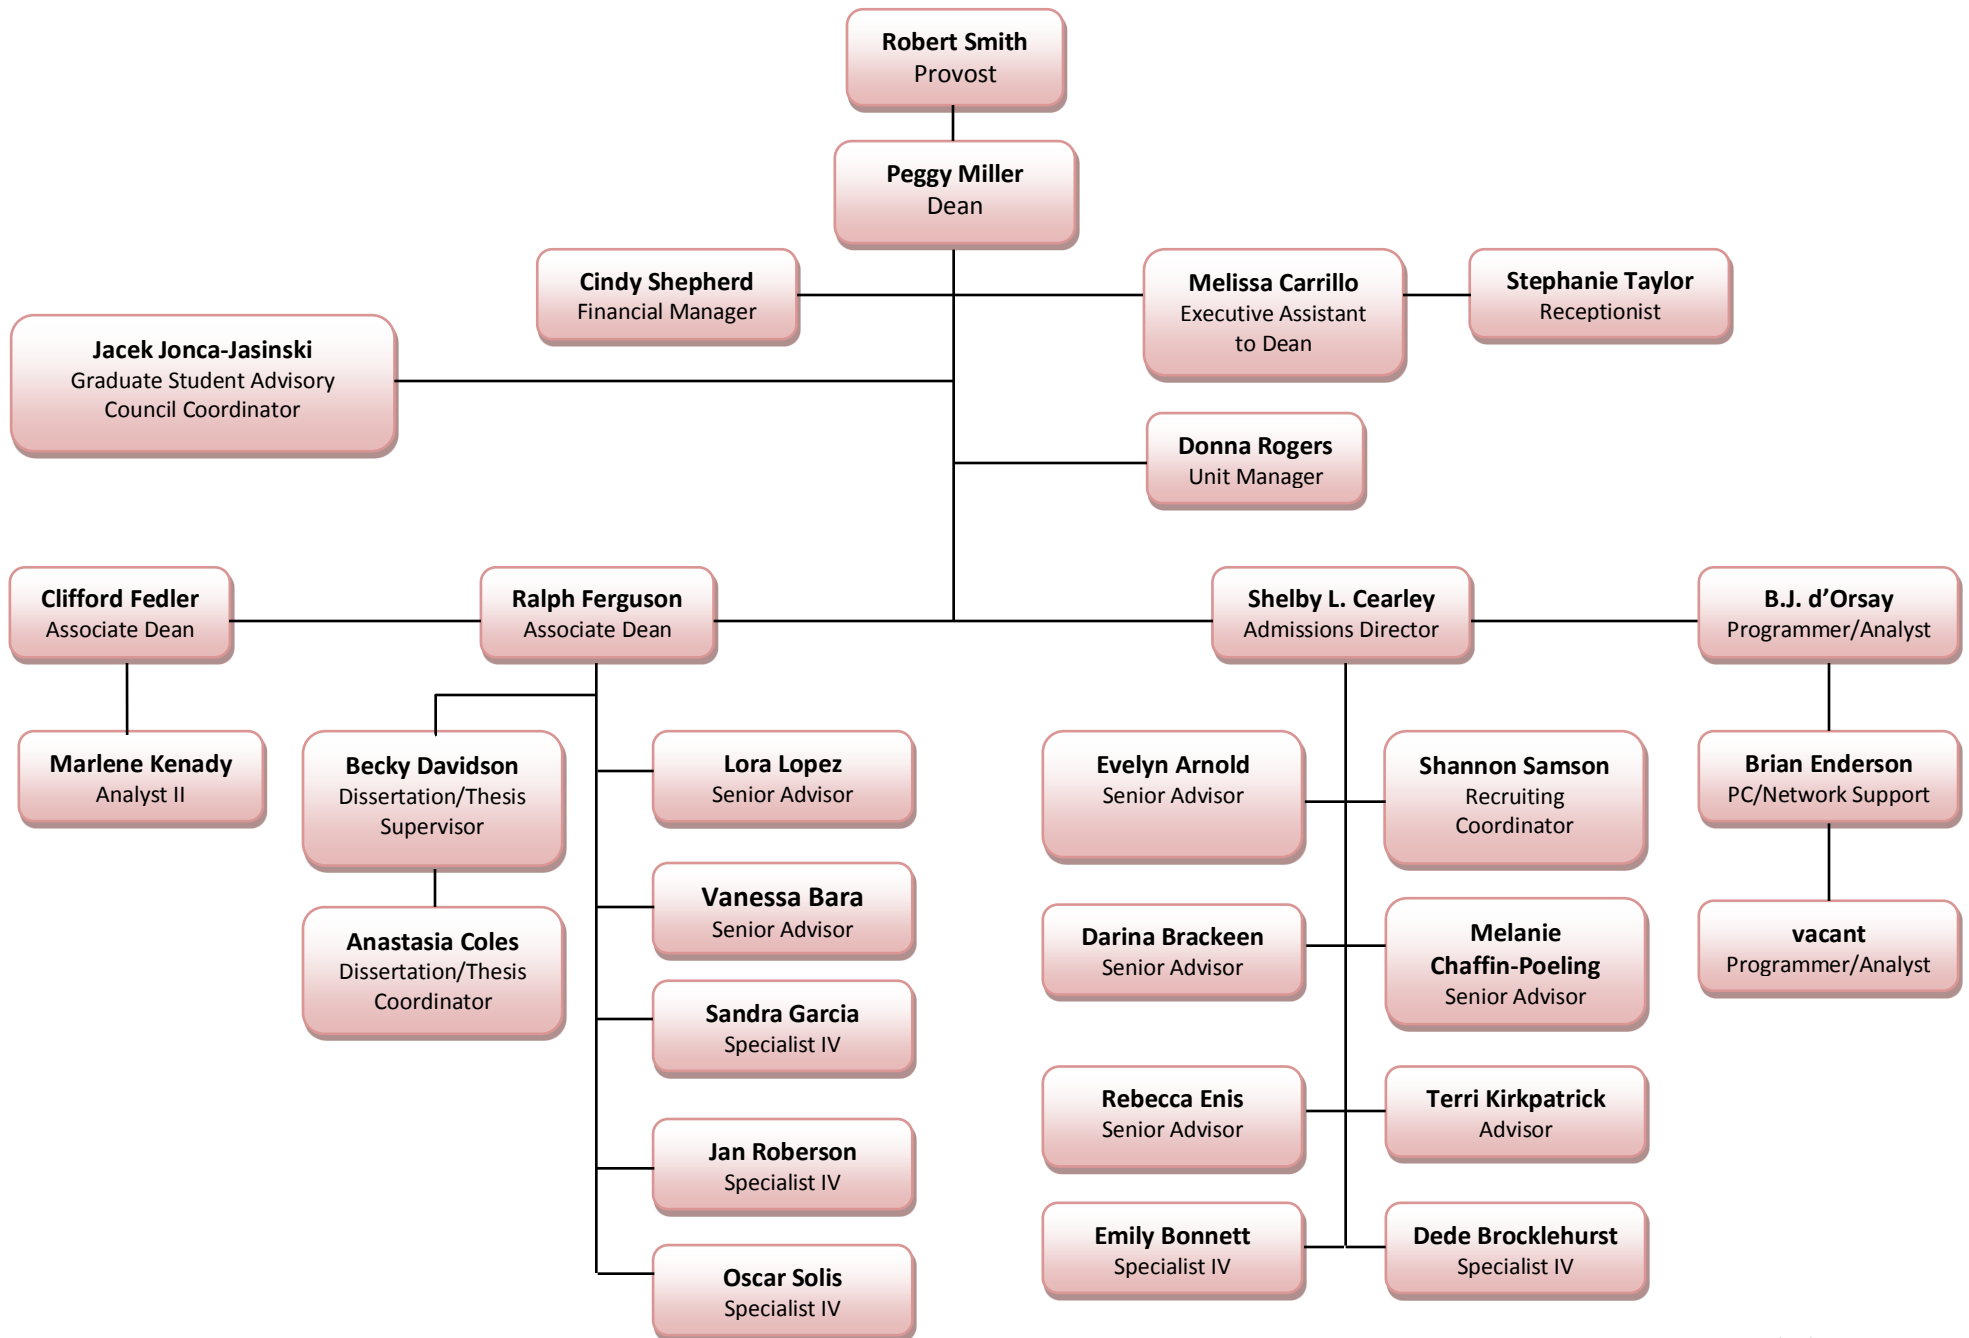 Robert Smith
Provost
Peggy Miller
Dean
Cindy Shepherd
Financial Manager
Melissa Carrillo
Executive Assistant
to Dean
Stephanie Taylor
Receptionist
Jacek Jonca-Jasinski
Graduate Student Advisory
Council Coordinator
Donna Rogers
Unit Manager
Clifford Fedler
Associate Dean
Ralph Ferguson
Associate Dean
Shelby L. Cearley
Admissions Director
B.J. d’Orsay
Programmer/Analyst
Marlene Kenady
Analyst II
Becky Davidson
Dissertation/Thesis
Supervisor
Lora Lopez
Senior Advisor
Evelyn Arnold
Senior Advisor
Shannon Samson
Recruiting
Coordinator
Brian Enderson
PC/Network Support
Vanessa Bara
Senior Advisor
Anastasia Coles
Dissertation/Thesis
Coordinator
Darina Brackeen
Senior Advisor
Melanie
Chaffin-Poeling
Senior Advisor
vacant
Programmer/Analyst
Sandra Garcia
Specialist IV
Rebecca Enis
Senior Advisor
Terri Kirkpatrick
Advisor
Jan Roberson
Specialist IV
Emily Bonnett
Specialist IV
Dede Brocklehurst
Specialist IV
Oscar Solis
Specialist IV